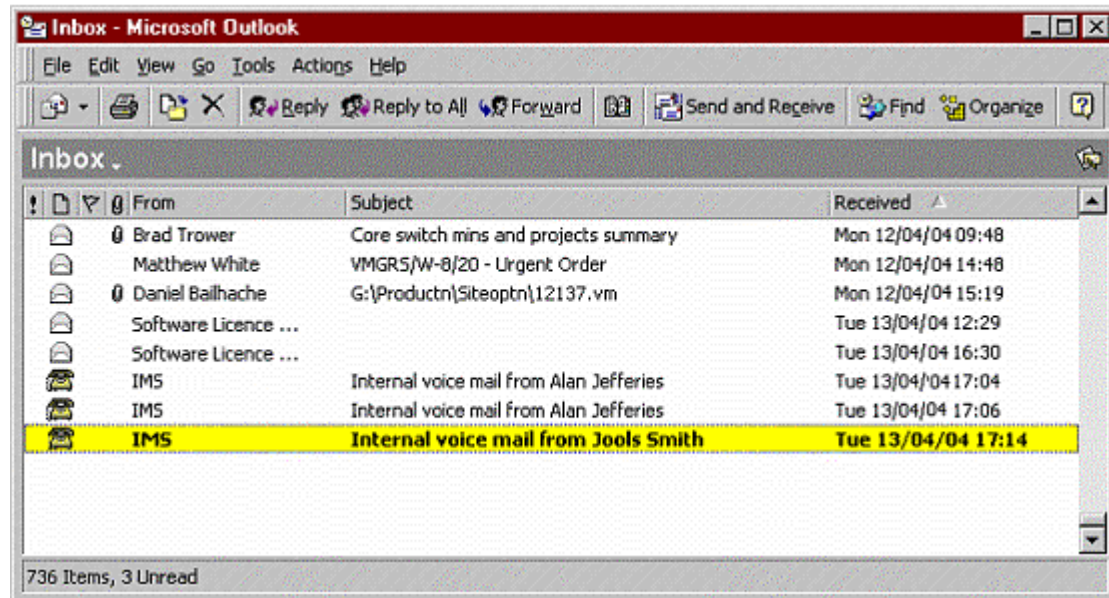 Inbox - Microsoft Outlook
File Edit View Go Tools Actions Help
Reply Reply to All Forward Send and Receive Find Organize
Inbox
! From Subject Received
Brad Trower Core switch mins and projects summary Mon 12/04/04 09:48
Matthew White VMGR5/W-8/20 - Urgent Order Mon 12/04/04 14:48
Daniel Bailhache G:\Productn\Siteoptn\12137.vm Mon 12/04/04 15:19
Software Licence ... Tue 13/04/04 12:29
Software Licence ... Tue 13/04/04 16:30
IMS Internal voice mail from Alan Jefferies Tue 13/04/'04 17:04
IMS Internal voice mail from Alan Jefferies Tue 13/04/04 17:06
IMS Internal voice mail from Jools Smith Tue 13/04/04 17:14
736 Items, 3 Unread